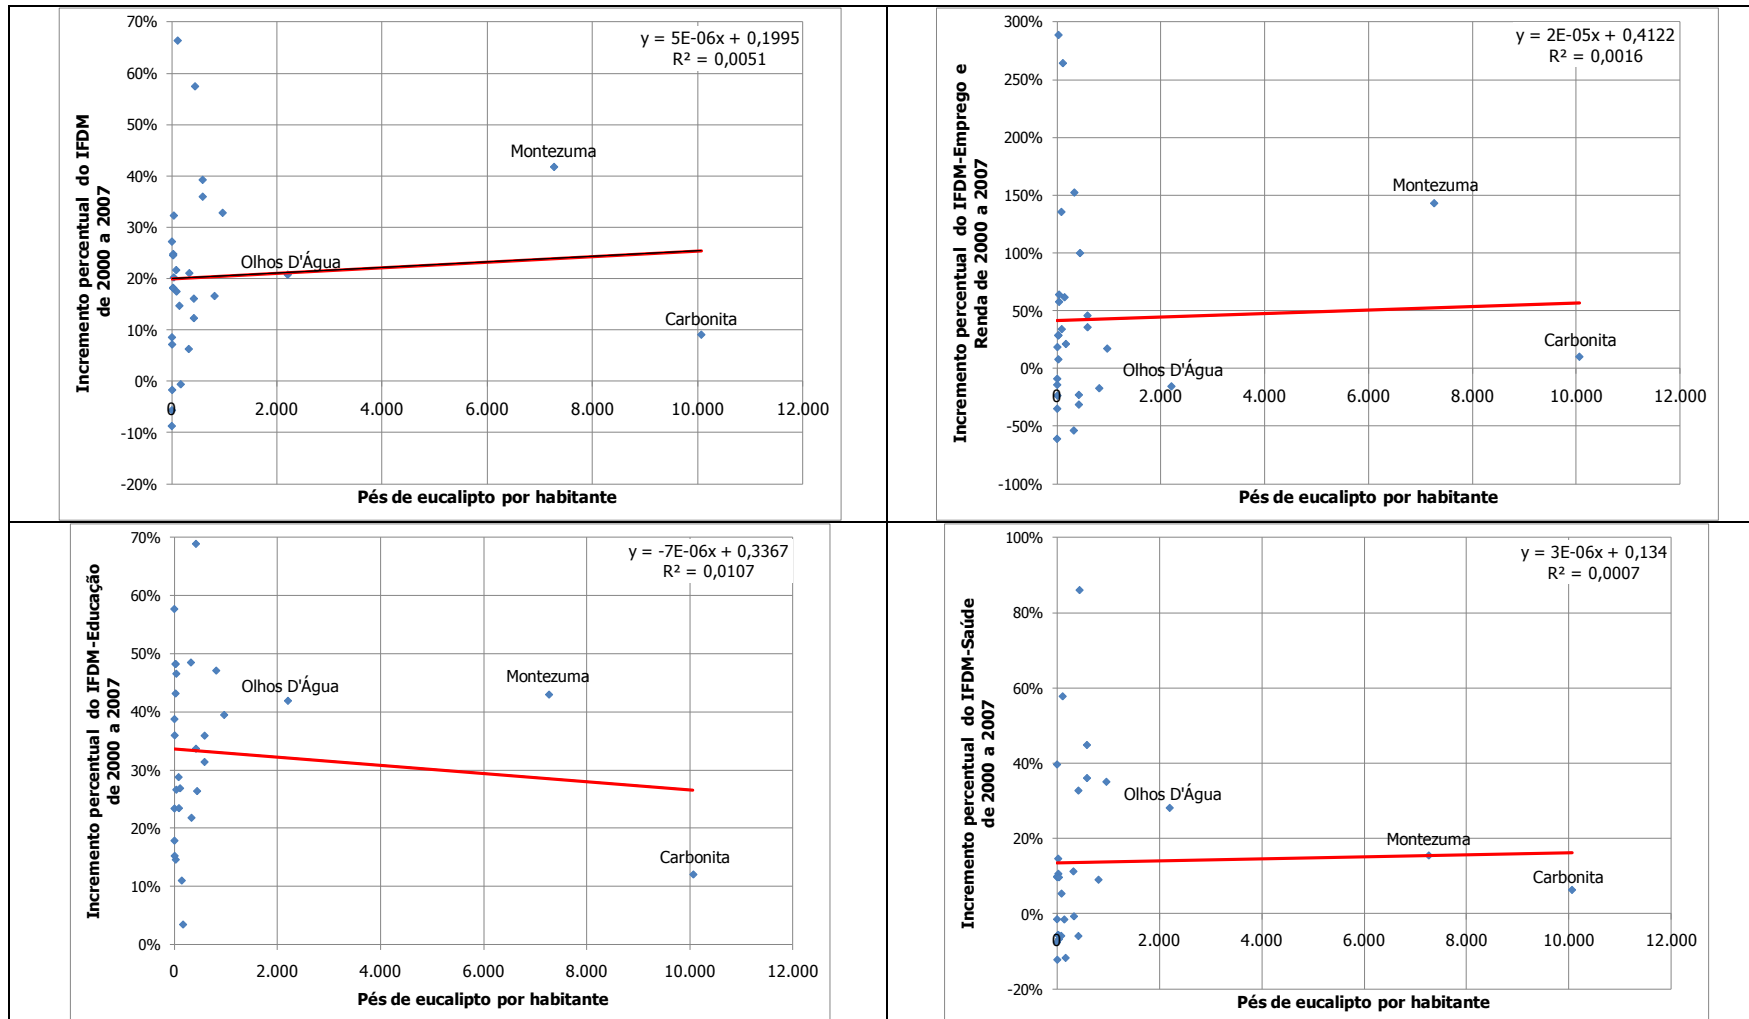 Incremento percentual do IFDM
de 2000 a 2007
70%
60%
50%
40%
30%
20%
10%
0%
-10%
-20%
y = 5E-06x + 0,1995
R² = 0,0051
Montezuma
Olhos D'Água
Carbonita
0 2.000 4.000 6.000 8.000 10.000 12.000
Pés de eucalipto por habitante
Incremento percentual do IFDM-Emprego e
Renda de 2000 a 2007
300%
250%
200%
150%
100%
50%
0%
-50%
-100%
y = 2E-05x + 0,4122
R² = 0,0016
Montezuma
Carbonita
Olhos D'Água
0 2.000 4.000 6.000 8.000 10.000 12.000
Pés de eucalipto por habitante
Incremento percentual do IFDM-Educação
de 2000 a 2007
70%
60%
50%
40%
30%
20%
10%
0%
y = -7E-06x + 0,3367
R² = 0,0107
Olhos D'Água
Montezuma
Carbonita
0 2.000 4.000 6.000 8.000 10.000 12.000
Pés de eucalipto por habitante
Incremento percentual do IFDM-Saúde
de 2000 a 2007
100%
80%
60%
40%
20%
0%
-20%
y = 3E-06x + 0,134
R² = 0,0007
Olhos D'Água
Montezuma
Carbonita
0 2.000 4.000 6.000 8.000 10.000 12.000
Pés de eucalipto por habitante